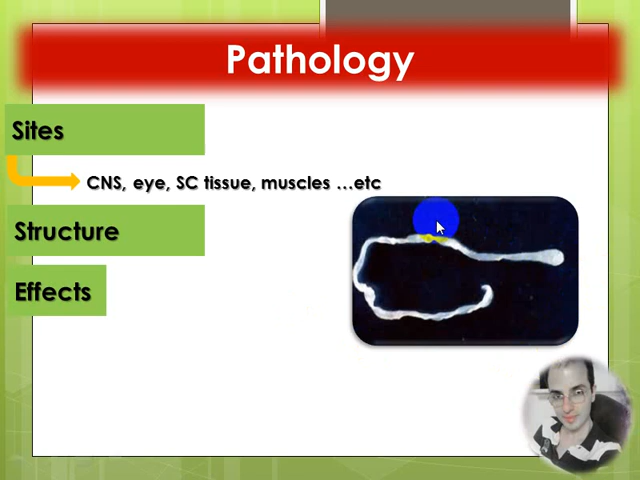 Pathology
Sites
CNS, eye, SC tissue, muscles …etc
Structure
Effects